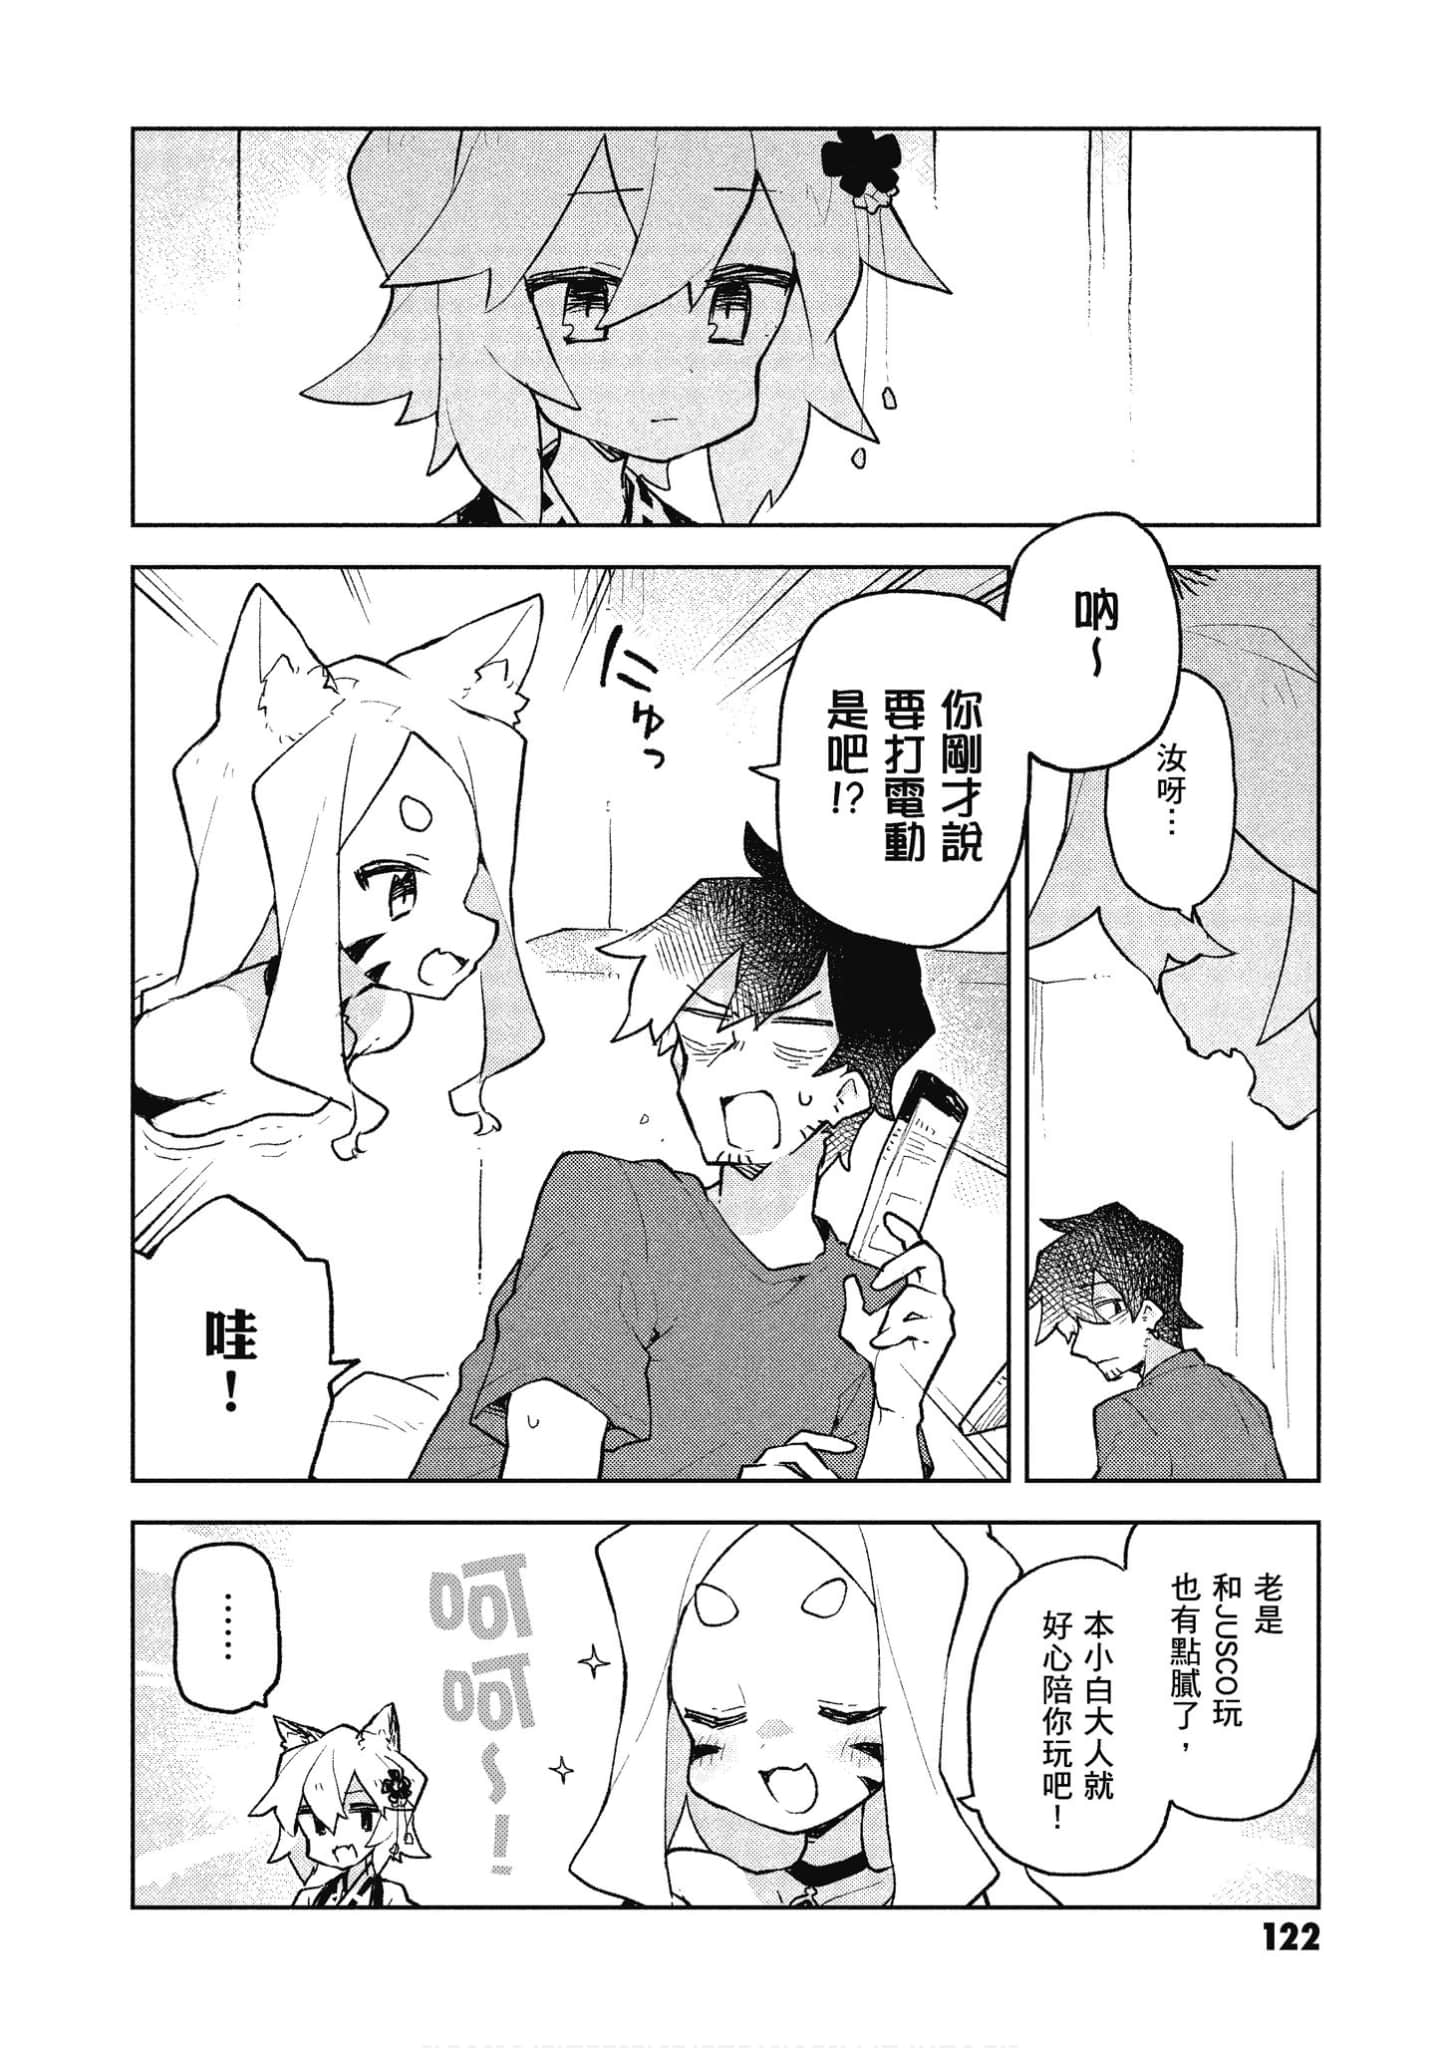 汝呀…
吶～
你剛才說
要打電動
是吧!?
にゅっ
哇！
老是
和JUSCO玩
也有點膩了，
本小白大人就
好心陪你玩吧！
呵呵～！
……
122